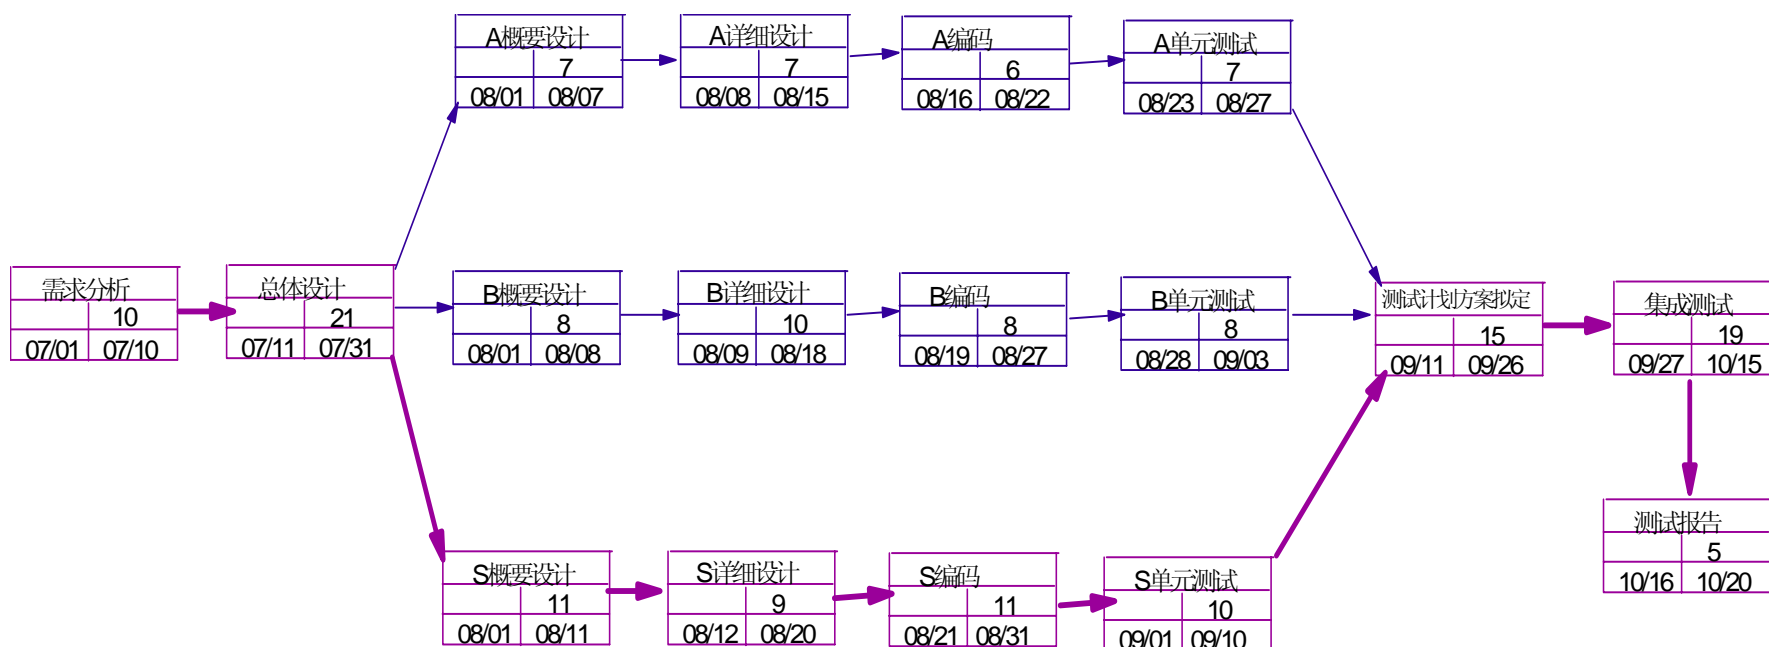 A概要设计
7
08/01 08/07
A详细设计
7
08/08 08/15
A编码
6
08/16 08/22
A单元测试
7
08/23 08/27
需求分析
10
07/01 07/10
总体设计
21
07/11 07/31
B概要设计
8
08/01 08/08
B详细设计
10
08/09 08/18
B编码
8
08/19 08/27
B单元测试
8
08/28 09/03
测试计划方案拟定
15
09/11 09/26
集成测试
19
09/27 10/15
测试报告
5
10/16 10/20
S概要设计
11
08/01 08/11
S详细设计
9
08/12 08/20
S编码
11
08/21 08/31
S单元测试
10
09/01 09/10